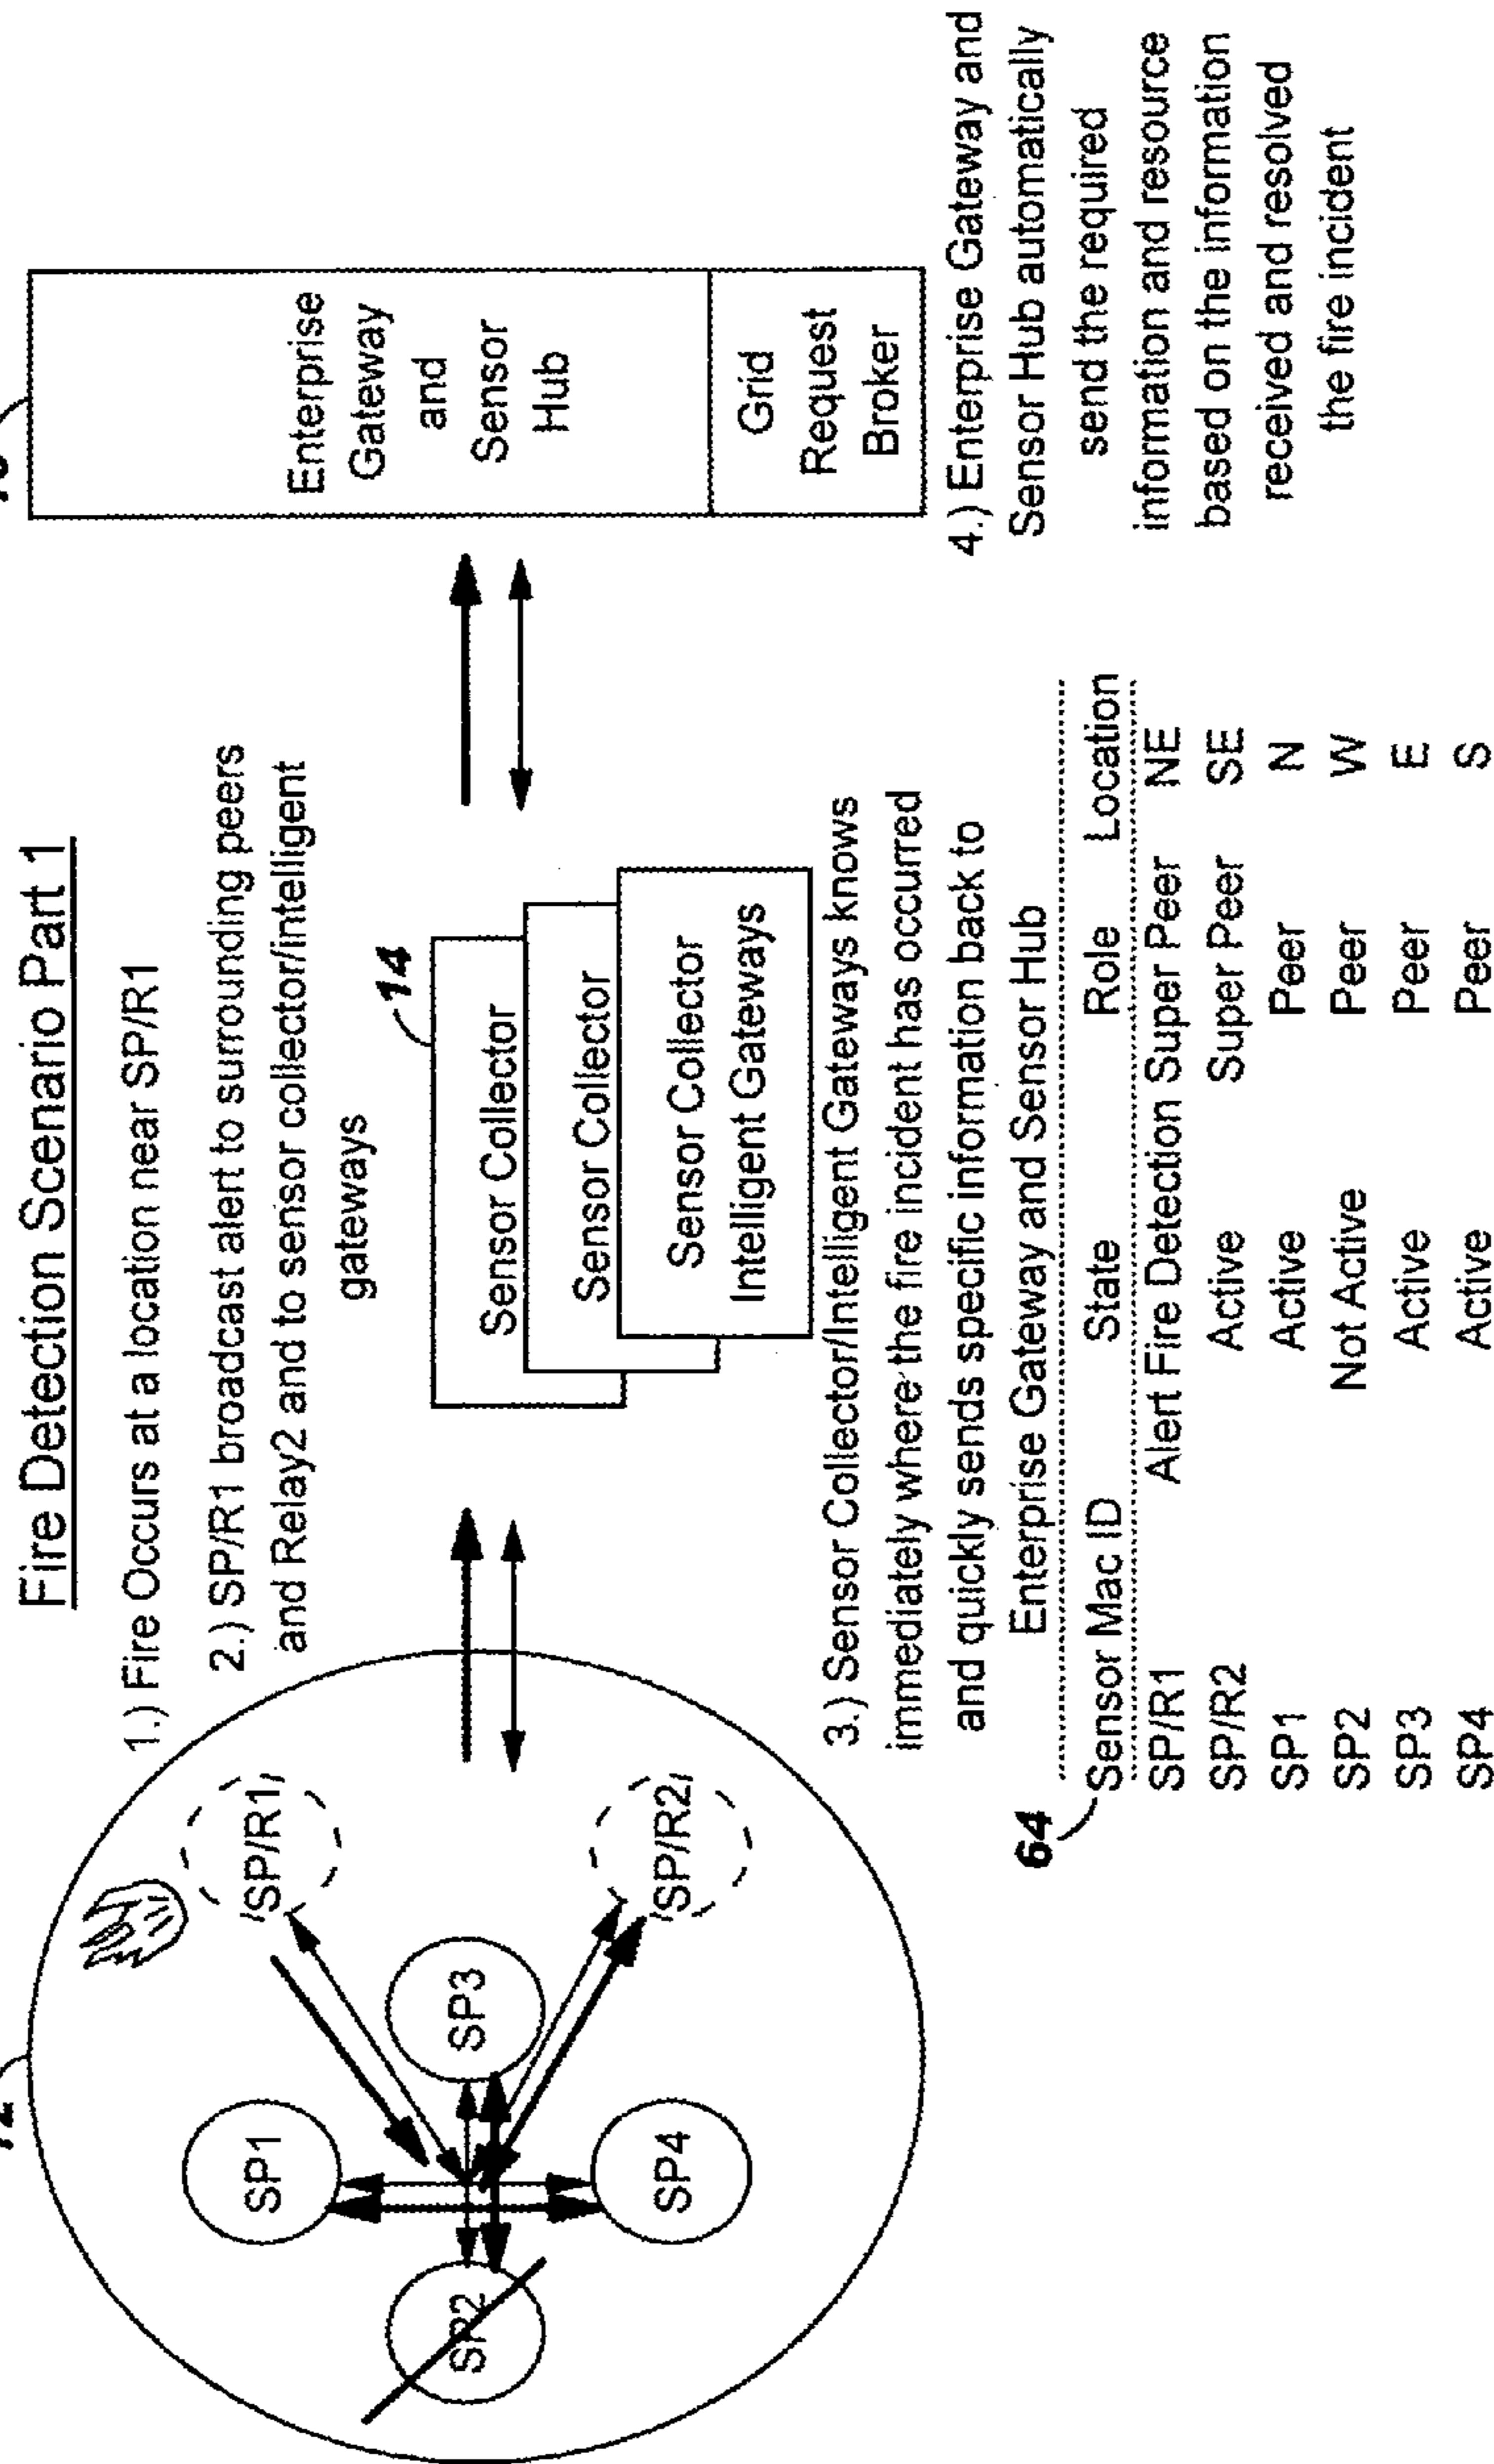 Fire Detection Scenario Part 1
1.) Fire Occurs at a location near SP/R1
2.) SP/R1 broadcast alert to surrounding peers
and Relay2 and to sensor collector/intelligent
gateways
SP1
SP2
SP3
SP4
SP/R1
SP/R2
14
Sensor Collector
Sensor Collector
Sensor Collector
Intelligent Gateways
Enterprise
Gateway
and
Sensor
Hub
Grid
Request
Broker
3.) Sensor Collector/Intelligent Gateways knows
immediately where the fire incident has occurred
and quickly sends specific information back to
Enterprise Gateway and Sensor Hub
4.) Enterprise Gateway and
Sensor Hub automatically
send the required
information and resource
based on the information
received and resolved
the fire incident
64
Sensor Mac ID State Role Location
SP/R1 Alert Fire Detection Super Peer NE
SP/R2 Active Super Peer SE
SP1 Active Peer N
SP2 Not Active Peer W
SP3 Active Peer E
SP4 Active Peer S